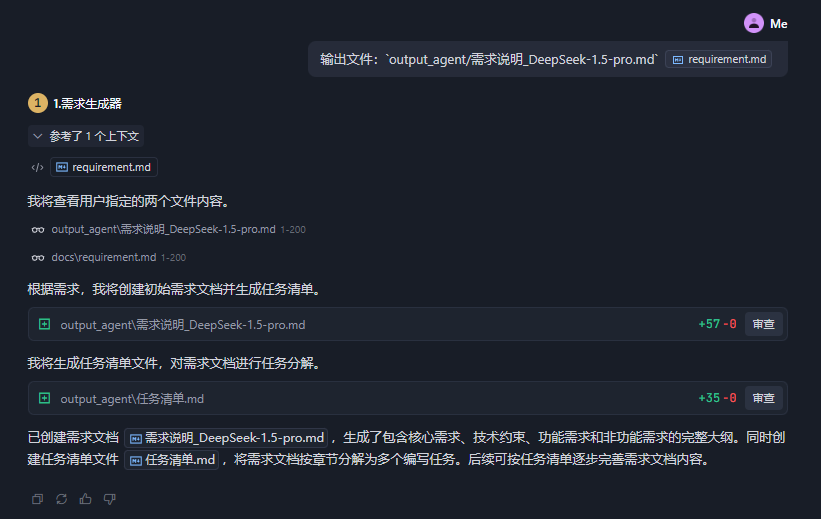 Me
输出文件：`output_agent/需求说明_DeepSeek-1.5-pro.md` requirement.md
1 1.需求生成器
参考了 1 个上下文
requirement.md
我将查看用户指定的两个文件内容。
output_agent\需求说明_DeepSeek-1.5-pro.md 1-200
docs\requirement.md 1-200
根据需求，我将创建初始需求文档并生成任务清单。
output_agent\需求说明_DeepSeek-1.5-pro.md +57 -0 审查
我将生成任务清单文件，对需求文档进行任务分解。
output_agent\任务清单.md +35 -0 审查
已创建需求文档 需求说明_DeepSeek-1.5-pro.md ，生成了包含核心需求、技术约束、功能需求和非功能需求的完整大纲。同时创
建任务清单文件 任务清单.md ，将需求文档按章节分解为多个编写任务。后续可按任务清单逐步完善需求文档内容。